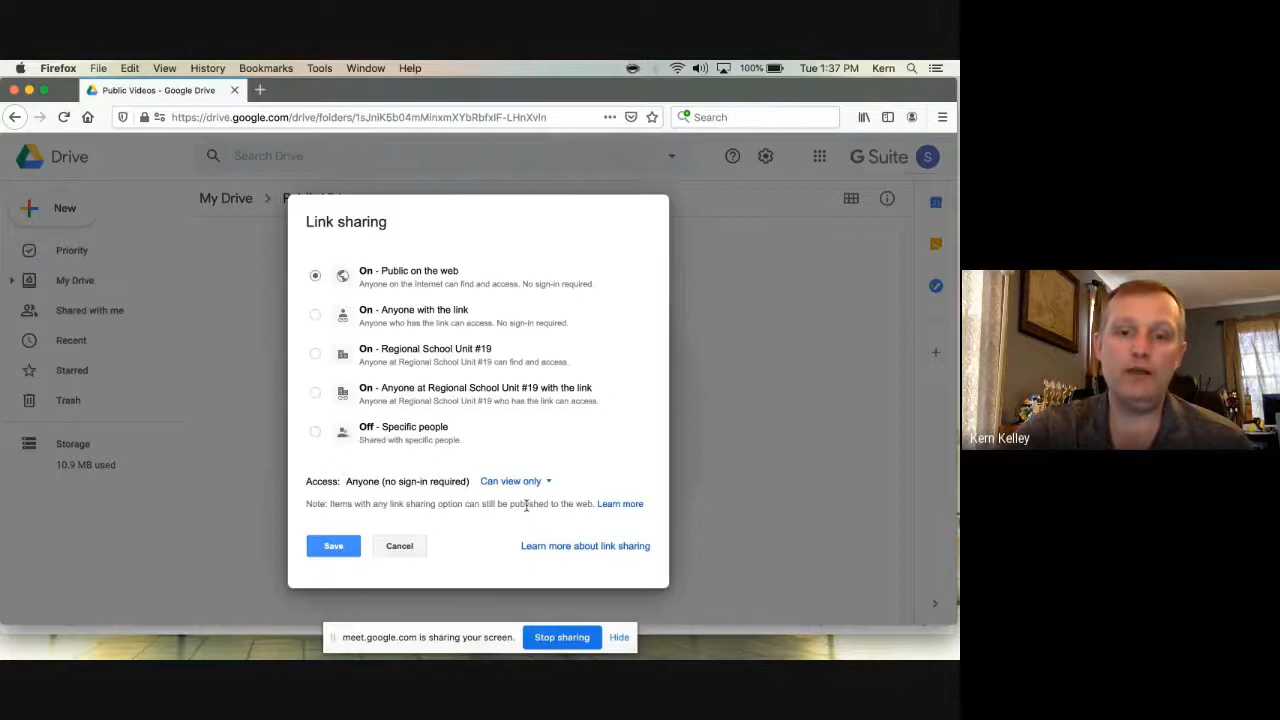 Firefox File Edit View History Bookmarks Tools Window Help 100% Tue 1:37 PM Kern
Public Videos - Google Drive
https://drive.google.com/drive/folders/1sJniK5b04mMinxmXYbRbfxIF-LHnXvln
Search
Drive
Search Drive
G Suite S
New
My Drive
Priority
My Drive
Shared with me
Recent
Starred
Trash
Storage
10.9 MB used
Link sharing
On - Public on the web
Anyone on the Internet can find and access. No sign-in required.
On - Anyone with the link
Anyone who has the link can access. No sign-in required.
On - Regional School Unit #19
Anyone at Regional School Unit #19 can find and access.
On - Anyone at Regional School Unit #19 with the link
Anyone at Regional School Unit #19 who has the link can access.
Off - Specific people
Shared with specific people.
Access: Anyone (no sign-in required) Can view only
Note: Items with any link sharing option can still be published to the web. Learn more
Save Cancel Learn more about link sharing
meet.google.com is sharing your screen. Stop sharing Hide
Kern Kelley